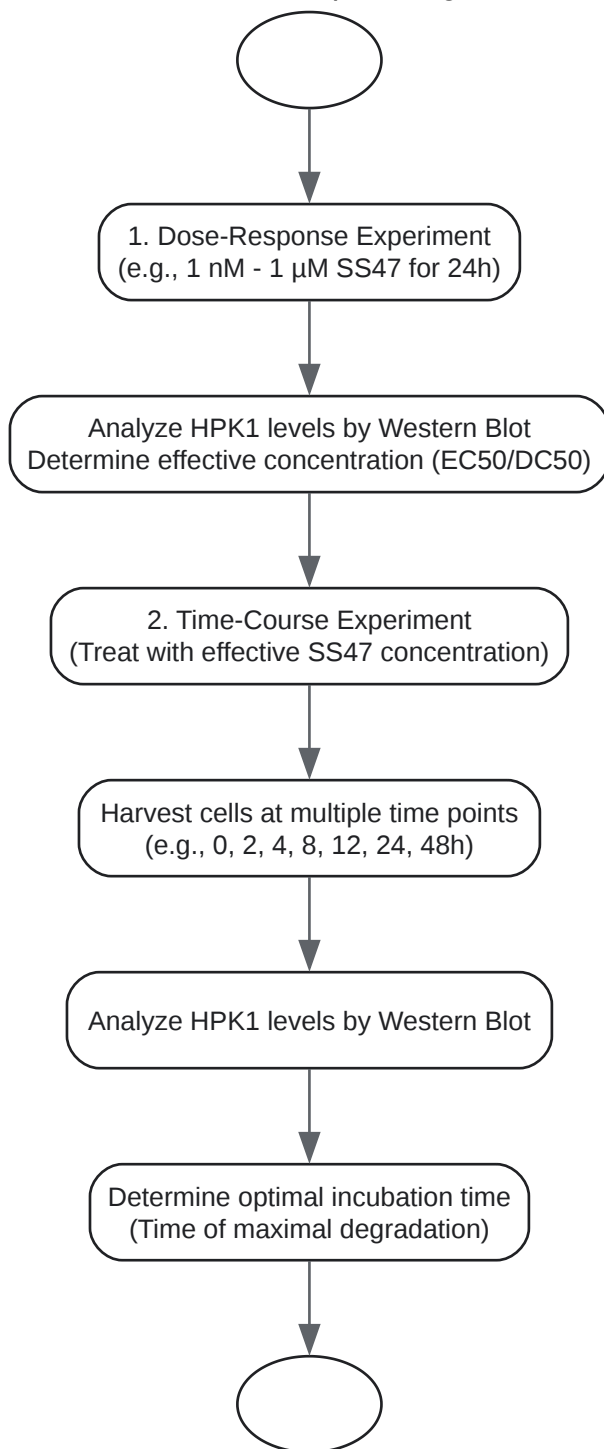 1. Dose-Response Experiment
(e.g., 1 nM - 1 µM SS47 for 24h)
Analyze HPK1 levels by Western Blot
Determine effective concentration (EC50/DC50)
2. Time-Course Experiment
(Treat with effective SS47 concentration)
Harvest cells at multiple time points
(e.g., 0, 2, 4, 8, 12, 24, 48h)
Analyze HPK1 levels by Western Blot
Determine optimal incubation time
(Time of maximal degradation)